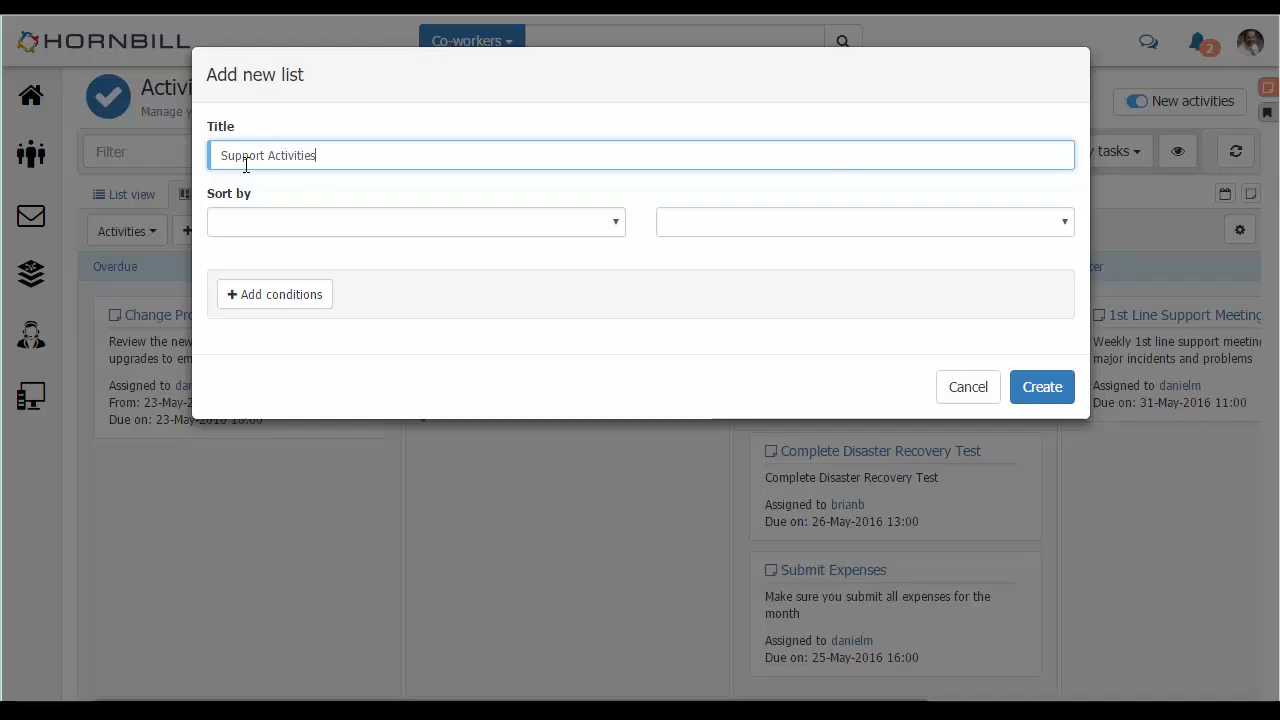 HORNBILL
Co-workers
2
Add new list
Activi
Manage y
New activities
Title
Filter
Support Activities
y tasks
Sort by
List view
Activities
Add conditions
Overdue
ter
Change Pro
Review the new
upgrades to em
Assigned to dan
From: 23-May-2
Due on: 23-May-2016 10:00
1st Line Support Meeting
Weekly 1st line support meeting
major incidents and problems
Assigned to danielm
Due on: 31-May-2016 11:00
Cancel
Create
Complete Disaster Recovery Test
Complete Disaster Recovery Test
Assigned to brianb
Due on: 26-May-2016 13:00
Submit Expenses
Make sure you submit all expenses for the
month
Assigned to danielm
Due on: 25-May-2016 16:00